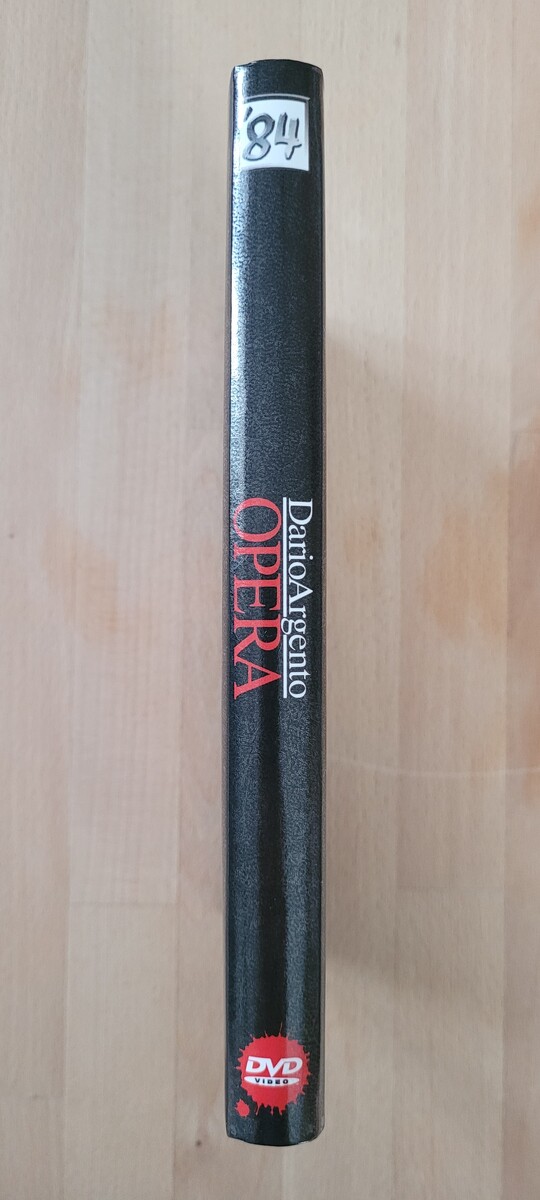 '84
DarioArgento
OPERA
DVD
VIDEO